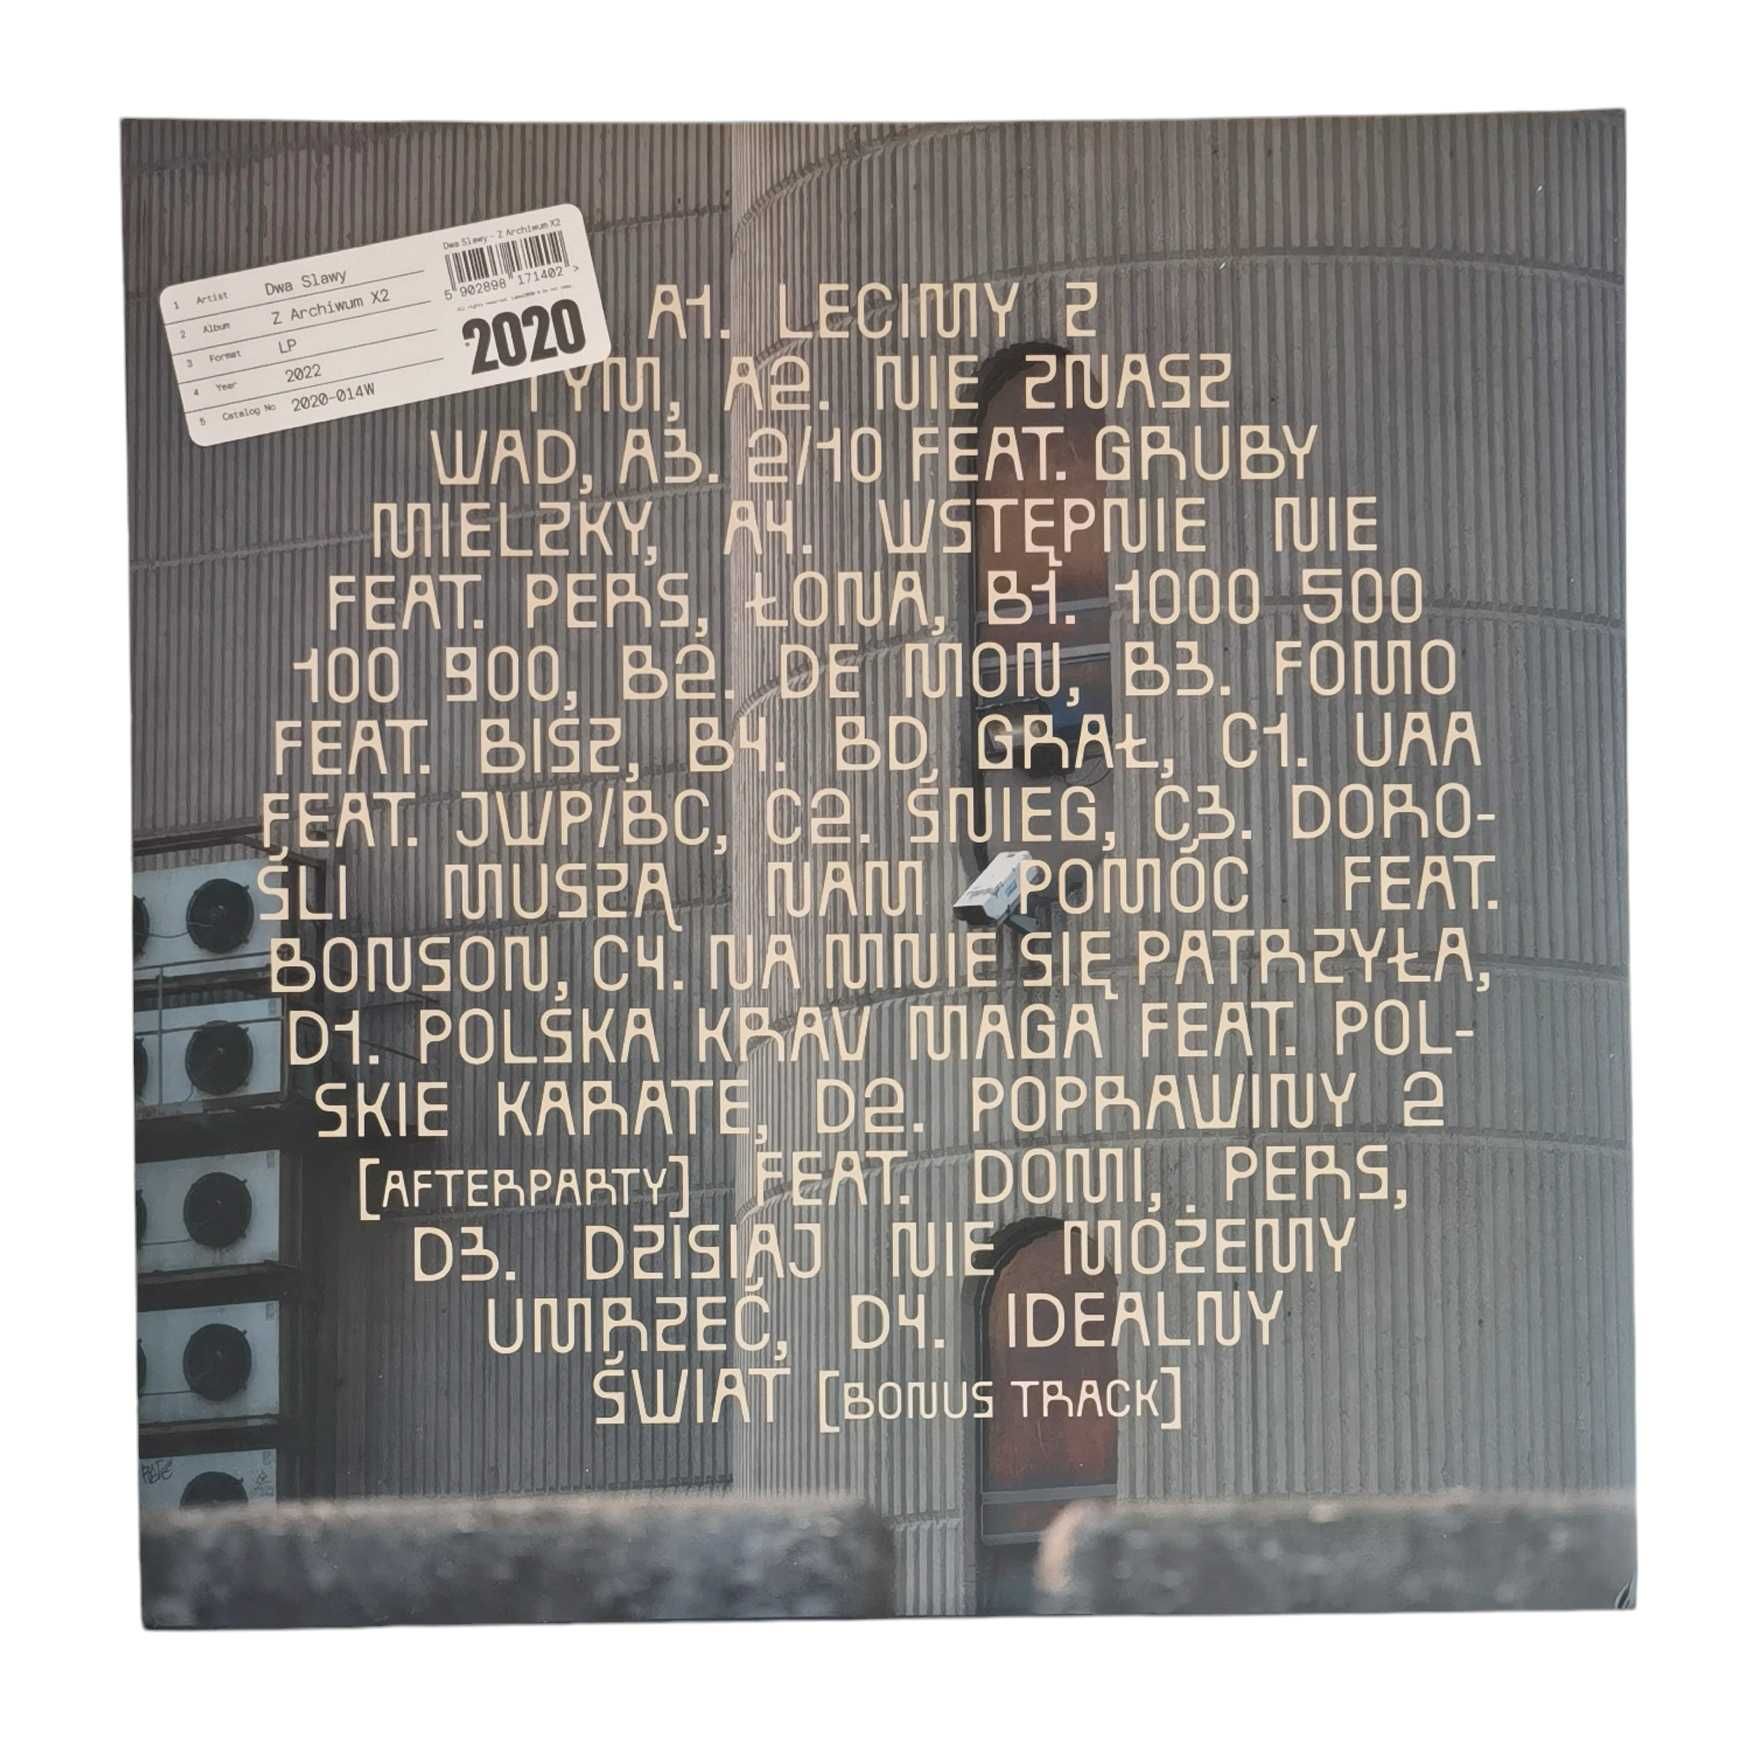 1 Artist Dwa Slawy
2 Album Z Archiwum X2
3 Format LP
4 Year 2022
5 Catalog No 2020-014W
Dwa Slawy - Z Archiwum X2
5 902898 171402 >
2020
A1. LECIMY Z
TYM, A2. NIE ZNASZ
WAD, A3. 2/10 FEAT. GRUBY
MIELZKY, A4. WSTĘPNIE NIE
FEAT. PERS, ŁONA, B1. 1000 500
100 900, B2. DE MON, B3. FOMO
FEAT. BISZ, B4. BD GRAŁ, C1. UAA
FEAT. JWP/BC, C2. ŚNIEG, C3. DORO-
ŚLI MUSZĄ NAM POMÓC FEAT.
BONSON, C4. NA MNIE SIĘ PATRZYŁA,
D1. POLSKA KRAV MAGA FEAT. POL-
SKIE KARATE, D2. POPRAWINY 2
[AFTERPARTY] FEAT. DOMI, PERS,
D3. DZISIAJ NIE MOŻEMY
UMRZEĆ, D4. IDEALNY
ŚWIAT [BONUS TRACK]